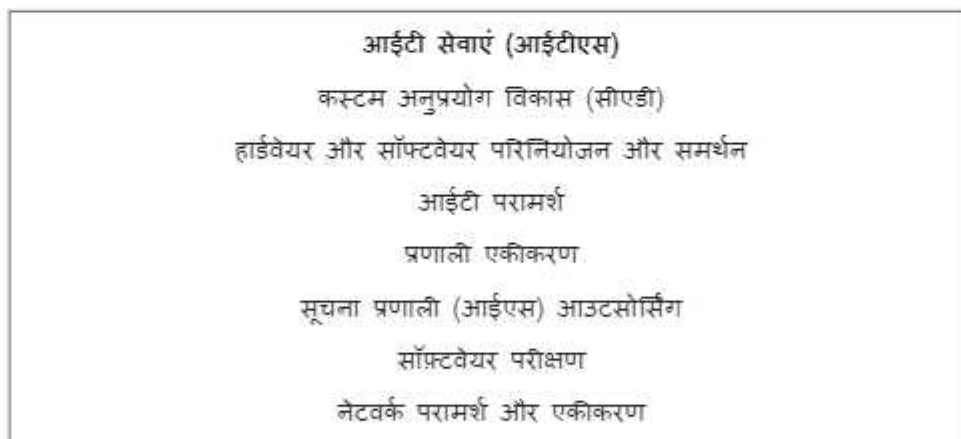 आईटी सेवाएं (आईटीएस)
कस्टम अनुप्रयोग विकास (सीएडी)
हार्डवेयर और सॉफ्टवेयर परिनियोजन और समर्थन
आईटी परामर्श
प्रणाली एकीकरण
सूचना प्रणाली (आईएस) आउटसोर्सिंग
सॉफ़्टवेयर परीक्षण
नेटवर्क परामर्श और एकीकरण